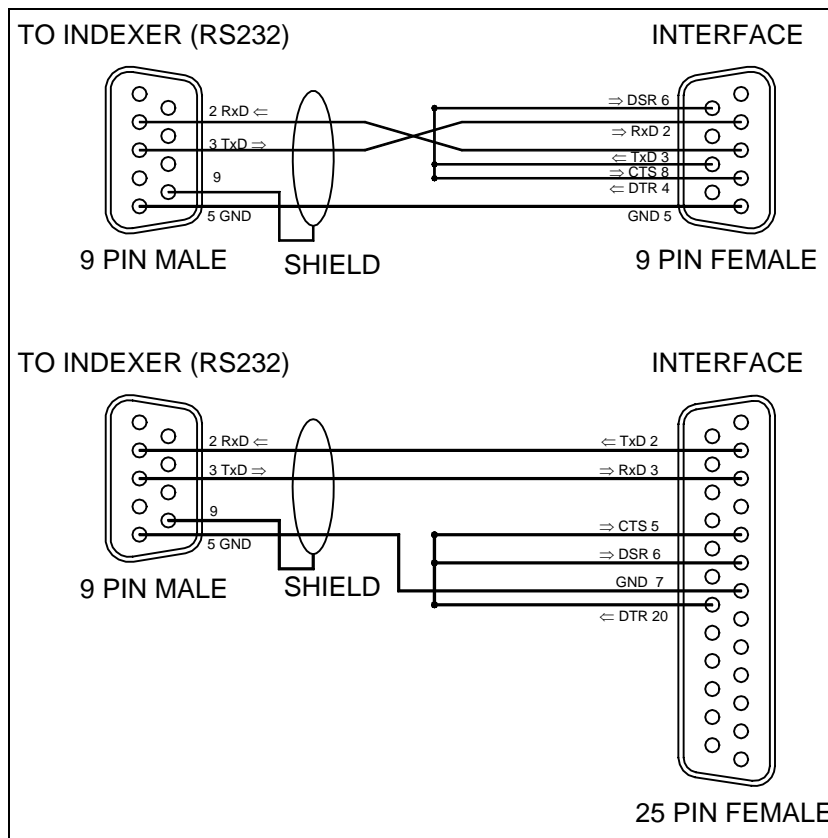 TO INDEXER (RS232)
INTERFACE
2 RxD ⇐
3 TxD ⇒
9
5 GND
⇒ DSR 6
⇒ RxD 2
⇐ TxD 3
⇒ CTS 8
⇐ DTR 4
GND 5
9 PIN MALE
SHIELD
9 PIN FEMALE
TO INDEXER (RS232)
INTERFACE
2 RxD ⇐
3 TxD ⇒
9
5 GND
⇐ TxD 2
⇒ RxD 3
⇒ CTS 5
⇒ DSR 6
GND 7
⇐ DTR 20
9 PIN MALE
SHIELD
25 PIN FEMALE